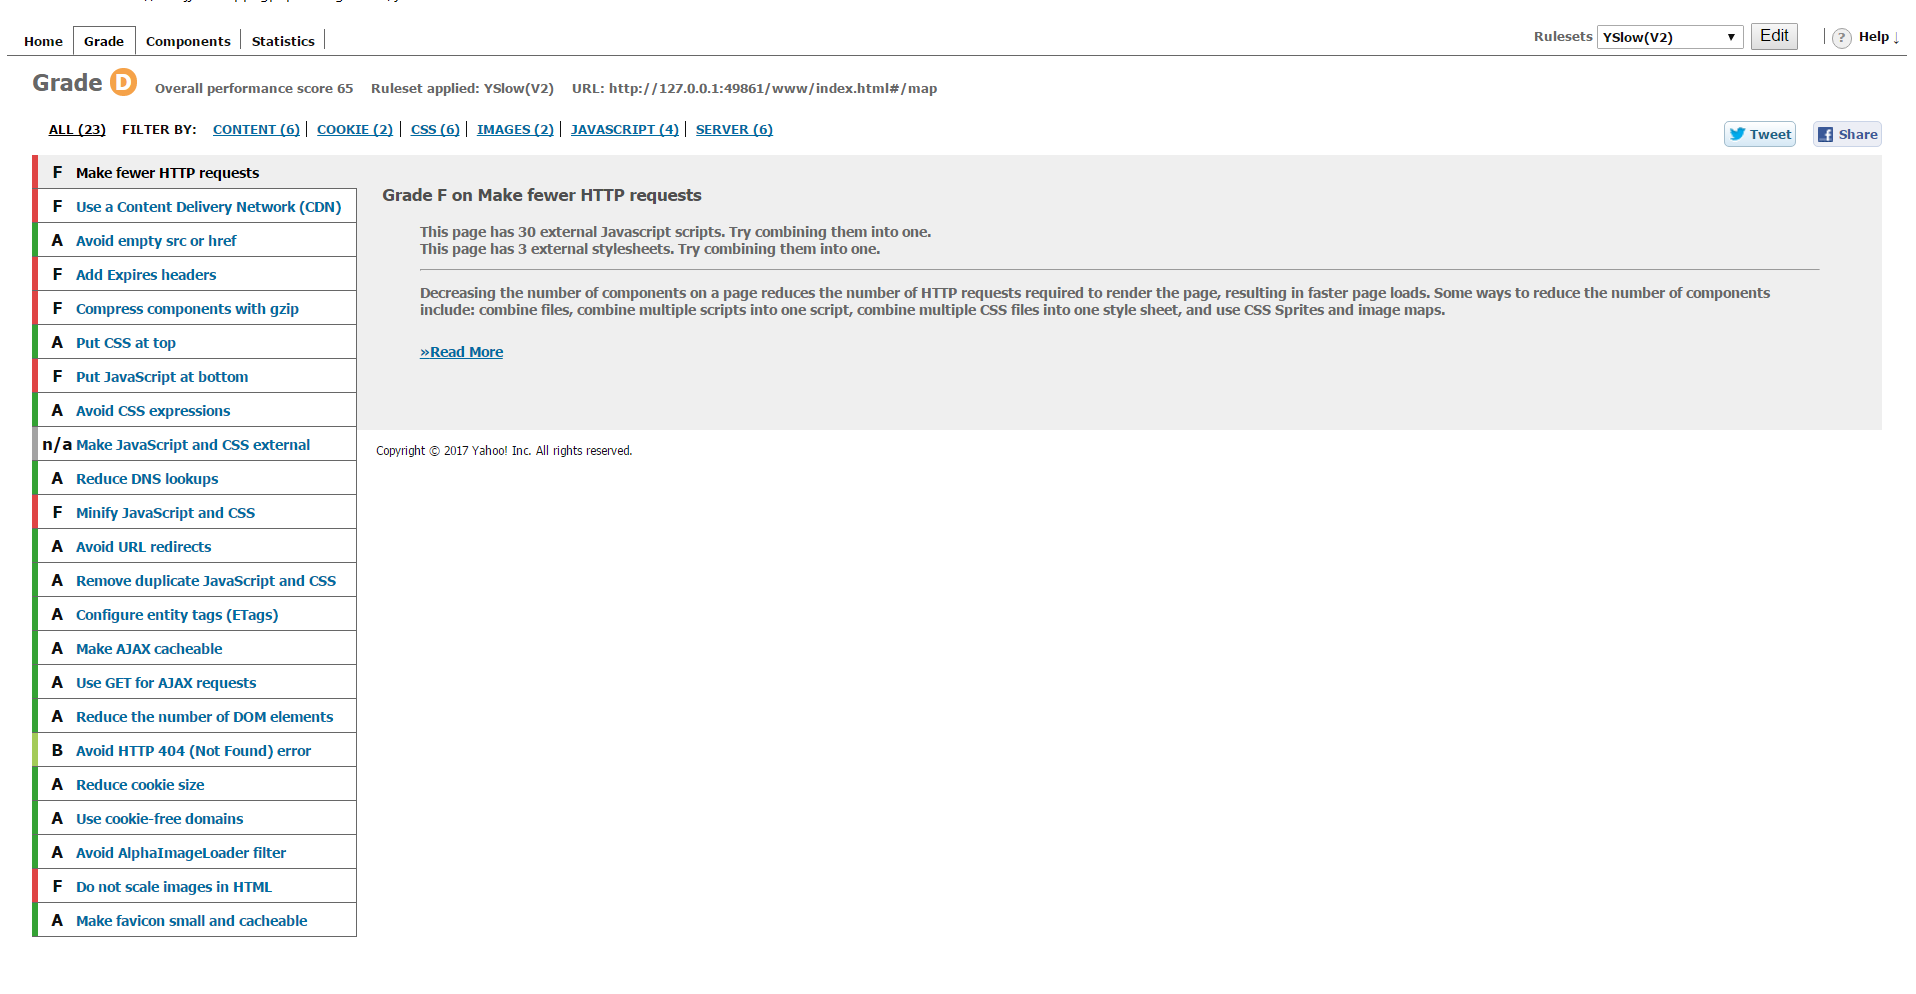 Home Grade Components Statistics Rulesets YSlow(V2) Edit ? Help ↓
Grade D Overall performance score 65 Ruleset applied: YSlow(V2) URL: http://127.0.0.1:49861/www/index.html#/map
ALL (23) FILTER BY: CONTENT (6) COOKIE (2) CSS (6) IMAGES (2) JAVASCRIPT (4) SERVER (6)
Tweet Share
F Make fewer HTTP requests
F Use a Content Delivery Network (CDN)
A Avoid empty src or href
F Add Expires headers
F Compress components with gzip
A Put CSS at top
F Put JavaScript at bottom
A Avoid CSS expressions
n/a Make JavaScript and CSS external
A Reduce DNS lookups
F Minify JavaScript and CSS
A Avoid URL redirects
A Remove duplicate JavaScript and CSS
A Configure entity tags (ETags)
A Make AJAX cacheable
A Use GET for AJAX requests
A Reduce the number of DOM elements
B Avoid HTTP 404 (Not Found) error
A Reduce cookie size
A Use cookie-free domains
A Avoid AlphaImageLoader filter
F Do not scale images in HTML
A Make favicon small and cacheable
Grade F on Make fewer HTTP requests
This page has 30 external Javascript scripts. Try combining them into one.
This page has 3 external stylesheets. Try combining them into one.
Decreasing the number of components on a page reduces the number of HTTP requests required to render the page, resulting in faster page loads. Some ways to reduce the number of components
include: combine files, combine multiple scripts into one script, combine multiple CSS files into one style sheet, and use CSS Sprites and image maps.
»Read More
Copyright © 2017 Yahoo! Inc. All rights reserved.